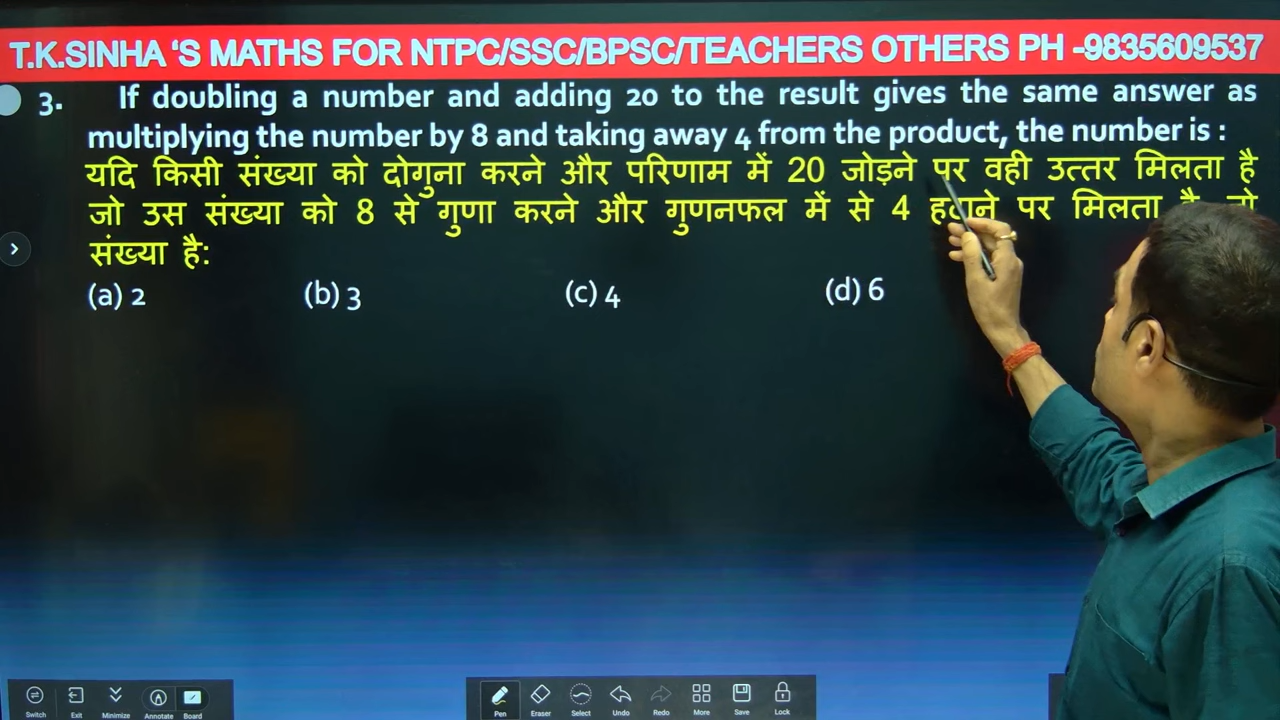 T.K.SINHA 'S MATHS FOR NTPC/SSC/BPSC/TEACHERS OTHERS PH -9835609537
3. If doubling a number and adding 20 to the result gives the same answer as
multiplying the number by 8 and taking away 4 from the product, the number is :
यदि किसी संख्या को दोगुना करने और परिणाम में 20 जोड़ने पर वही उत्तर मिलता है
जो उस संख्या को 8 से गुणा करने और गुणनफल में से 4 हटाने पर मिलता
संख्या है:
(a) 2 (b) 3 (c) 4 (d) 6
Switch Exit Minimize Annotate Board Pen Eraser Select Undo Redo More Save Lock